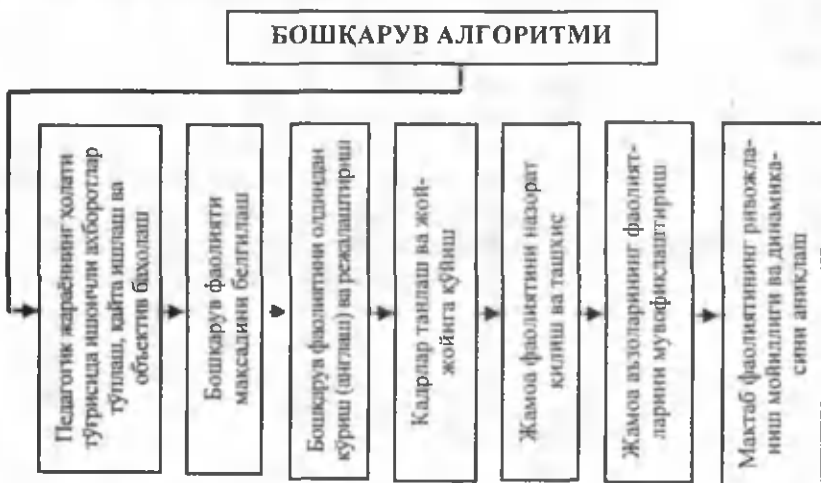 БОШҚАРУВ АЛГОРИТМИ
Педагогик жараённинг ҳолати
тўғрисида ишончли ахборотлар
тўплаш, қайта ишлаш ва
объектив баҳолаш
Бошқарув фаолияти
мақсадини белгилаш
Бошқарув фаолиятини олдиндан
кўриш (англаш) ва режалаштириш
Кадрлар танлаш ва жой-
жойига қўйиш
Жамоа фаолиятини назорат
қилиш ва ташхис
Жамоа аъзоларининг фаолият-
ларини мувофиқлаштириш
Мактаб фаолиятининг ривожла-
ниш мойиллиги ва динамика-
сини аниқлаш